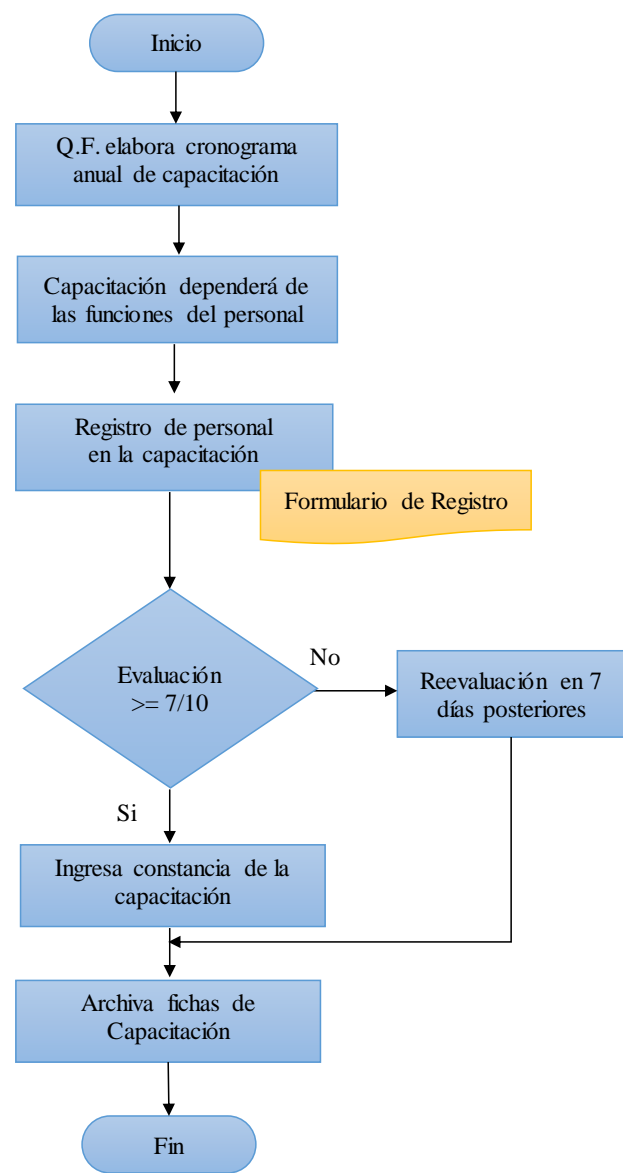 Inicio
Q.F. elabora cronograma
anual de capacitación
Capacitación dependerá de
las funciones del personal
Registro de personal
en la capacitación
Formulario de Registro
Evaluación
>= 7/10
No
Reevaluación en 7
días posteriores
Si
Ingresa constancia de la
capacitación
Archiva fichas de
Capacitación
Fin